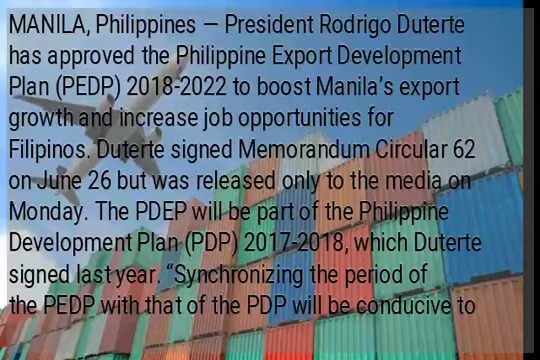 MANILA, Philippines — President Rodrigo Duterte
has approved the Philippine Export Development
Plan (PEDP) 2018-2022 to boost Manila's export
growth and increase job opportunities for
Filipinos. Duterte signed Memorandum Circular 62
on June 26 but was released only to the media on
Monday. The PDEP will be part of the Philippine
Development Plan (PDP) 2017-2018, which Duterte
signed last year. “Synchronizing the period of
the PEDP with that of the PDP will be conducive to